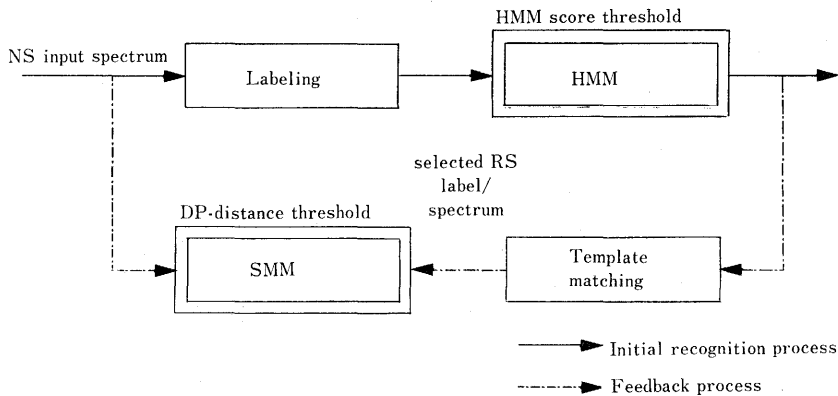 HMM score threshold
NS input spectrum
Labeling
HMM
selected RS
label/
spectrum
DP-distance threshold
SMM
Template
matching
Initial recognition process
Feedback process